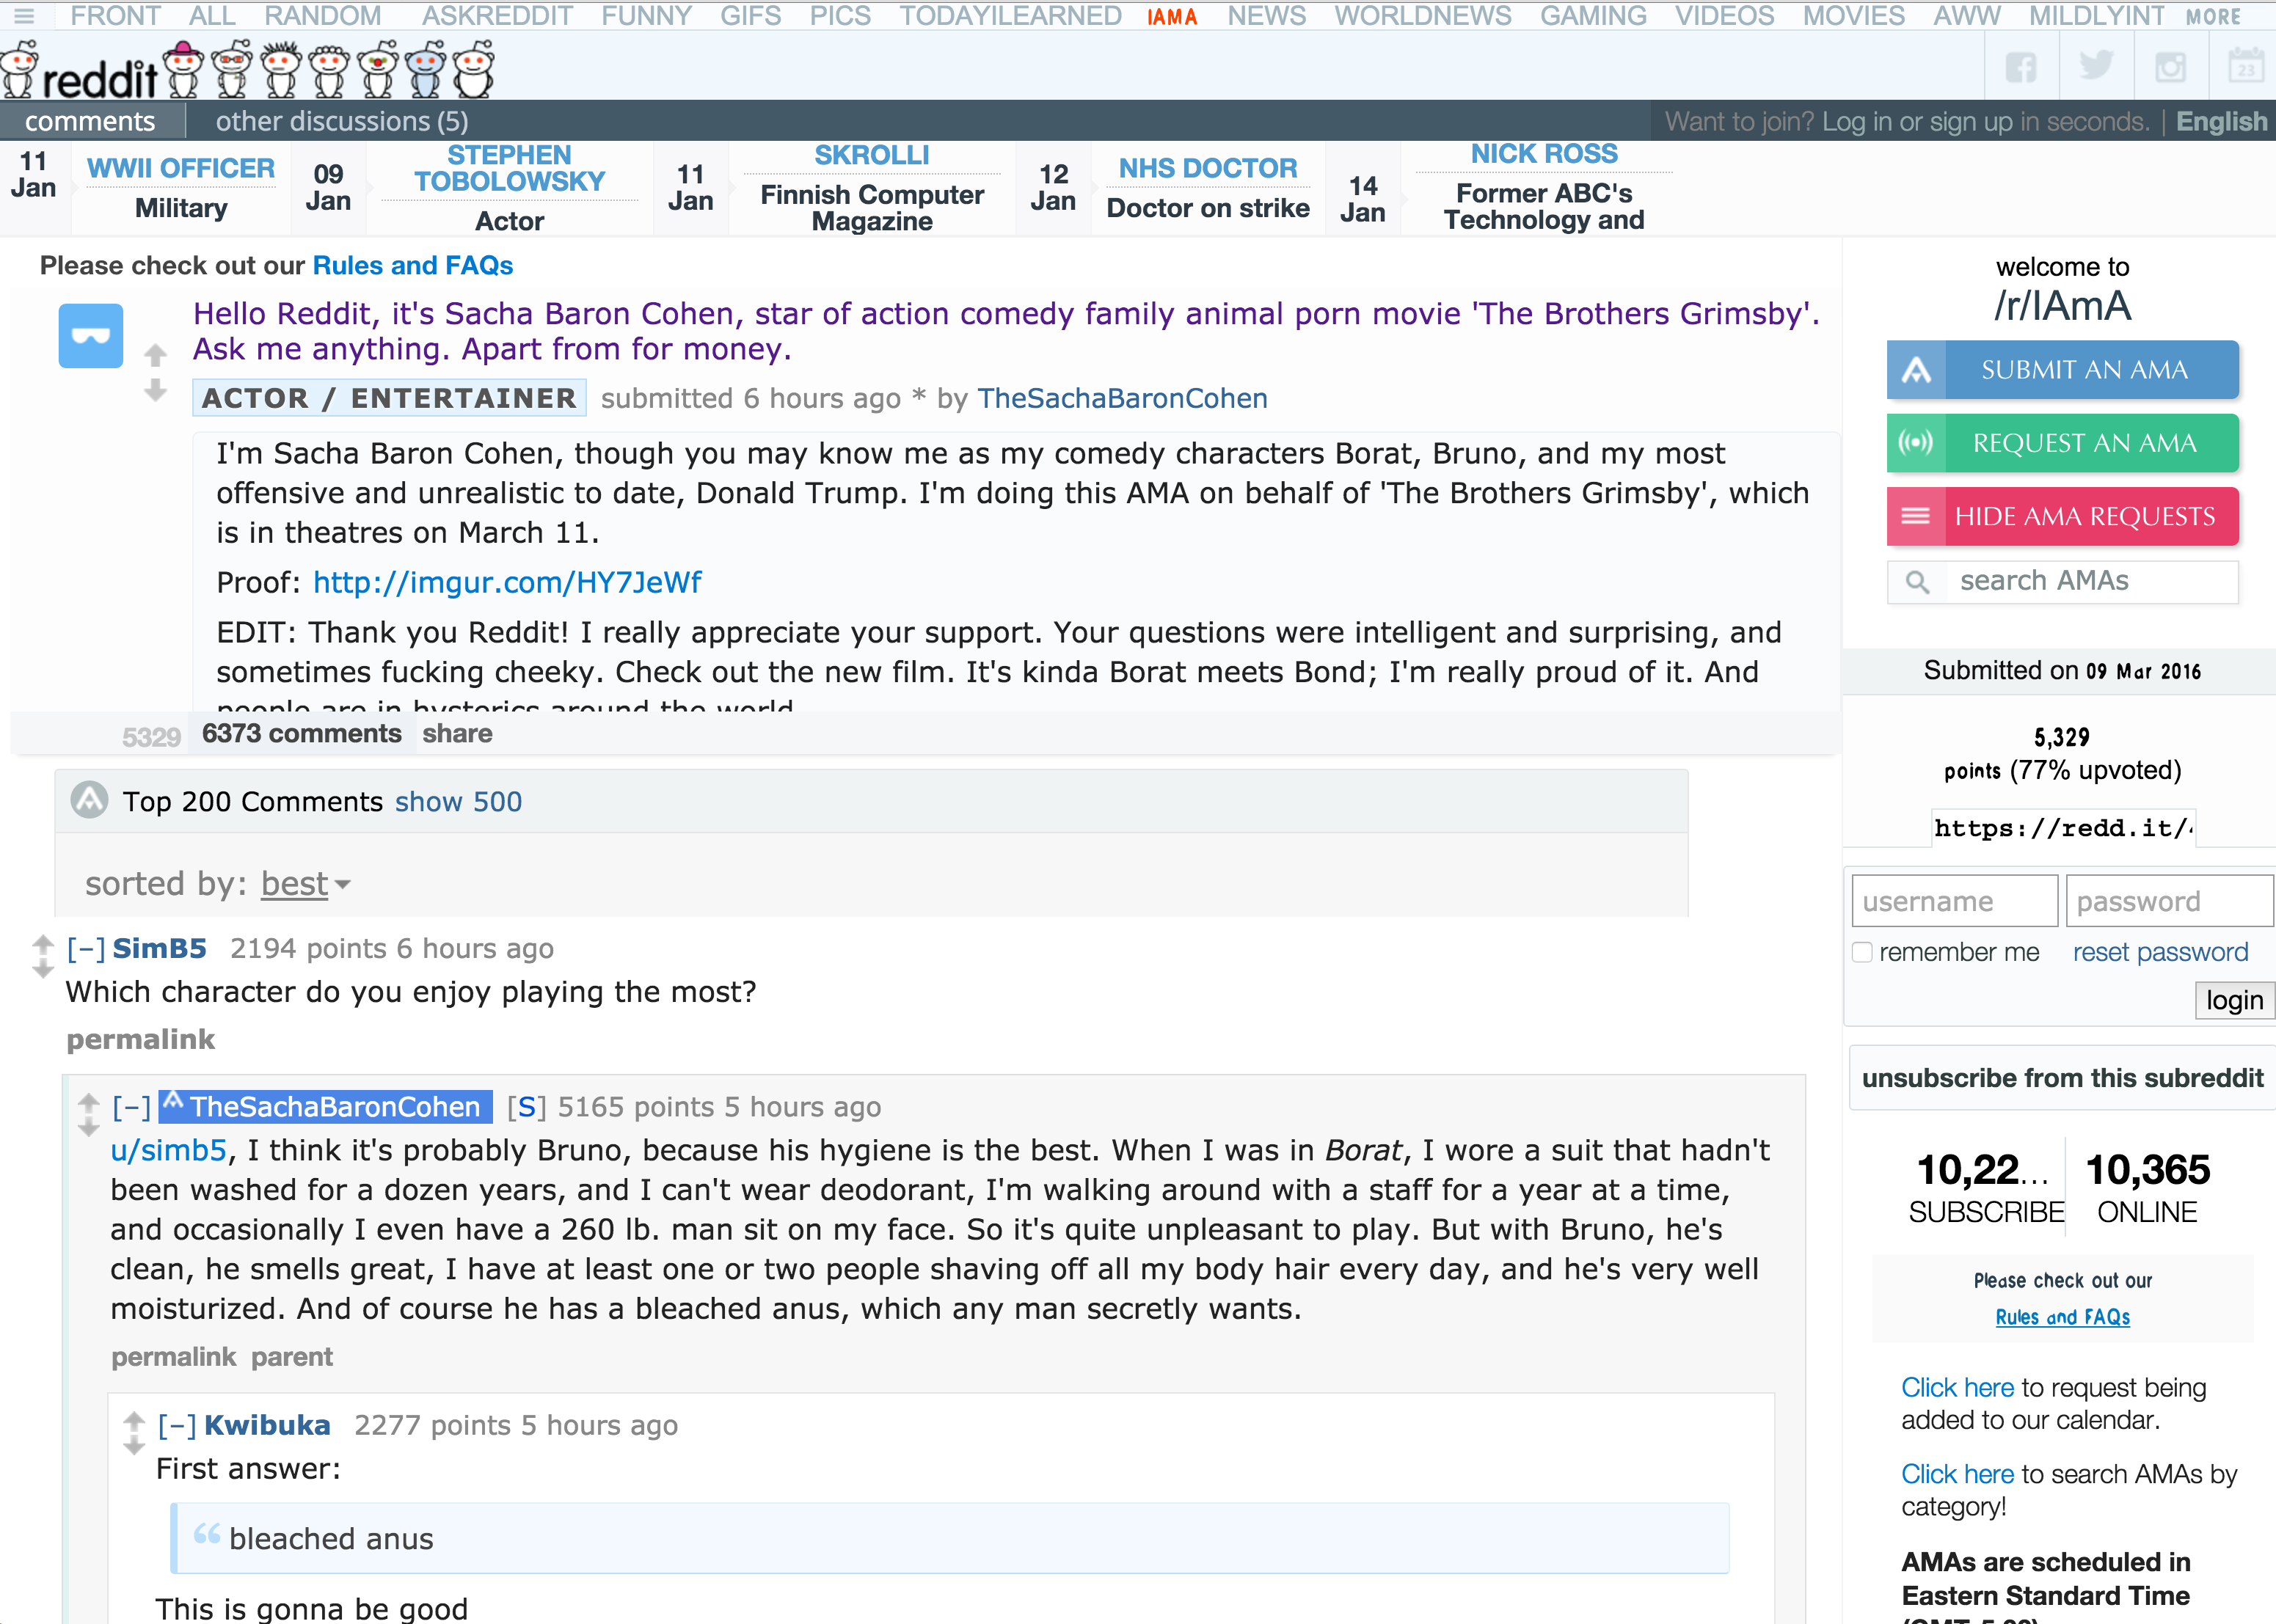 FRONT ALL RANDOM ASKREDDIT FUNNY GIFS PICS TODAYILEARNED IAMA NEWS WORLDNEWS GAMING VIDEOS MOVIES AWW MILDLYINT MORE
reddit
23
comments other discussions (5) Want to join? Log in or sign up in seconds. | English
11 Jan
WWII OFFICER
Military
09 Jan
STEPHEN
TOBOLOWSKY
Actor
11 Jan
SKROLLI
Finnish Computer
Magazine
12 Jan
NHS DOCTOR
Doctor on strike
14 Jan
NICK ROSS
Former ABC's
Technology and
Please check out our Rules and FAQs
Hello Reddit, it's Sacha Baron Cohen, star of action comedy family animal porn movie 'The Brothers Grimsby'.
Ask me anything. Apart from for money.
ACTOR / ENTERTAINER submitted 6 hours ago * by TheSachaBaronCohen
I'm Sacha Baron Cohen, though you may know me as my comedy characters Borat, Bruno, and my most
offensive and unrealistic to date, Donald Trump. I'm doing this AMA on behalf of 'The Brothers Grimsby', which
is in theatres on March 11.
Proof: http://imgur.com/HY7JeWf
EDIT: Thank you Reddit! I really appreciate your support. Your questions were intelligent and surprising, and
sometimes fucking cheeky. Check out the new film. It's kinda Borat meets Bond; I'm really proud of it. And
people are in hysterics around the world
5329 6373 comments share
Top 200 Comments show 500
sorted by: best
[–] SimB5 2194 points 6 hours ago
Which character do you enjoy playing the most?
permalink
[–] TheSachaBaronCohen [S] 5165 points 5 hours ago
u/simb5, I think it's probably Bruno, because his hygiene is the best. When I was in Borat, I wore a suit that hadn't
been washed for a dozen years, and I can't wear deodorant, I'm walking around with a staff for a year at a time,
and occasionally I even have a 260 lb. man sit on my face. So it's quite unpleasant to play. But with Bruno, he's
clean, he smells great, I have at least one or two people shaving off all my body hair every day, and he's very well
moisturized. And of course he has a bleached anus, which any man secretly wants.
permalink parent
[–] Kwibuka 2277 points 5 hours ago
First answer:
“ bleached anus
This is gonna be good
welcome to
/r/IAmA
SUBMIT AN AMA
REQUEST AN AMA
HIDE AMA REQUESTS
search AMAs
Submitted on 09 Mar 2016
5,329
points (77% upvoted)
https://redd.it/
username password
remember me reset password
login
unsubscribe from this subreddit
10,22... 10,365
SUBSCRIBE ONLINE
Please check out our
Rules and FAQs
Click here to request being
added to our calendar.
Click here to search AMAs by
category!
AMAs are scheduled in
Eastern Standard Time